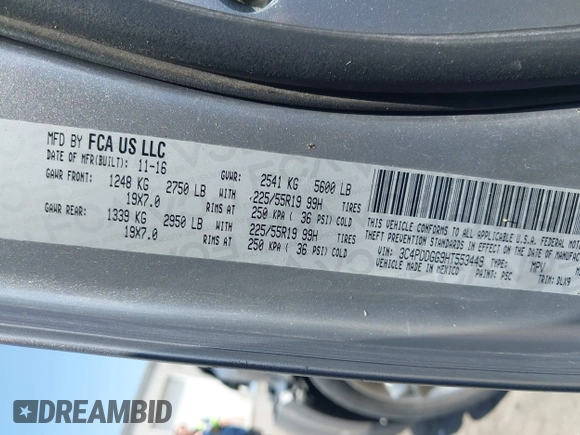 MFD BY FCA US LLC
DATE OF MFR(BUILT): 11-16 GVWR: 2541 KG 5600 LB
GAWR FRONT: 1248 KG 2750 LB WITH 225/55R19 99H TIRES
19X7.0 RIMS AT 250 KPA ( 36 PSI) COLD
GAWR REAR: 1339 KG 2950 LB WITH 225/55R19 99H TIRES
19X7.0 RIMS AT 250 KPA ( 36 PSI) COLD
THIS VEHICLE CONFORMS TO ALL APPLICABLE U.S.A. FEDERAL MOTOR
THEFT PREVENTION STANDARDS IN EFFECT ON THE DATE OF MANUFAC
VIN: 3C4PDDGG9HT553448 TYPE: MPV
VEHICLE MADE IN MEXICO PAINT: PSC TRIM: DLX9
DREAMBID